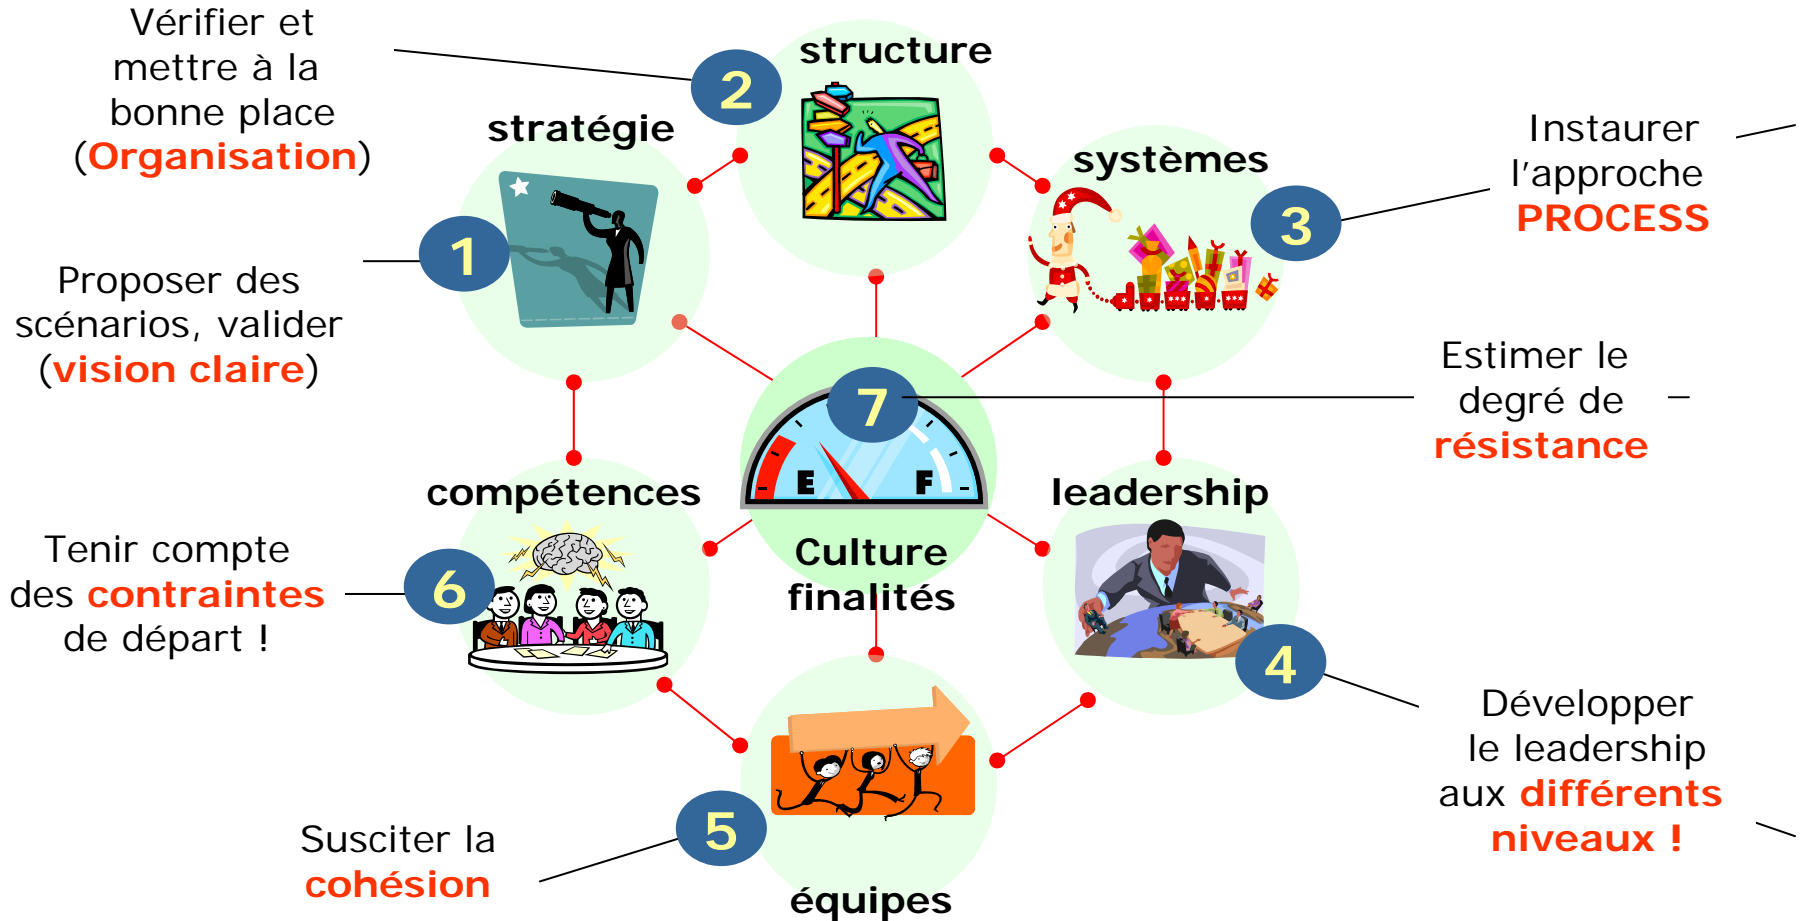 Vérifier et
mettre à la
bonne place
(Organisation)
2
structure
stratégie
1
Proposer des
scénarios, valider
(vision claire)
systèmes
3
Instaurer
l’approche
PROCESS
7
E F
Culture
finalités
Estimer le
degré de
résistance
compétences
6
Tenir compte
des contraintes
de départ !
leadership
4
Développer
le leadership
aux différents
niveaux !
5
Susciter la
cohésion
équipes